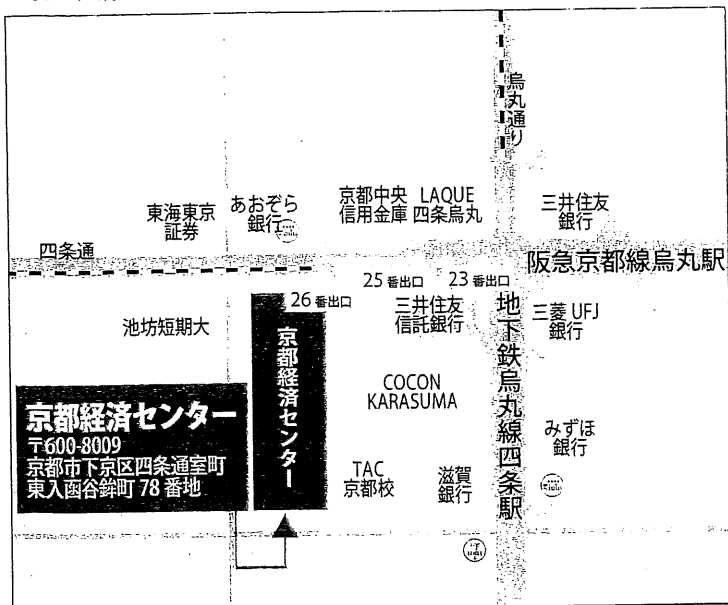 烏丸通り
東海東京
証券
あおぞら
銀行
京都中央
信用金庫
LAQUE
四条烏丸
三井住友
銀行
四条通
阪急京都線烏丸駅
25番出口
23番出口
26番出口
池坊短期大
京都経済センター
三井住友
信託銀行
地下鉄烏丸線四条駅
三菱UFJ
銀行
COCON
KARASUMA
京都経済センター
〒600-8009
京都市下京区四条通室町
東入函谷鉾町78番地
みずほ
銀行
TAC
京都校
滋賀
銀行